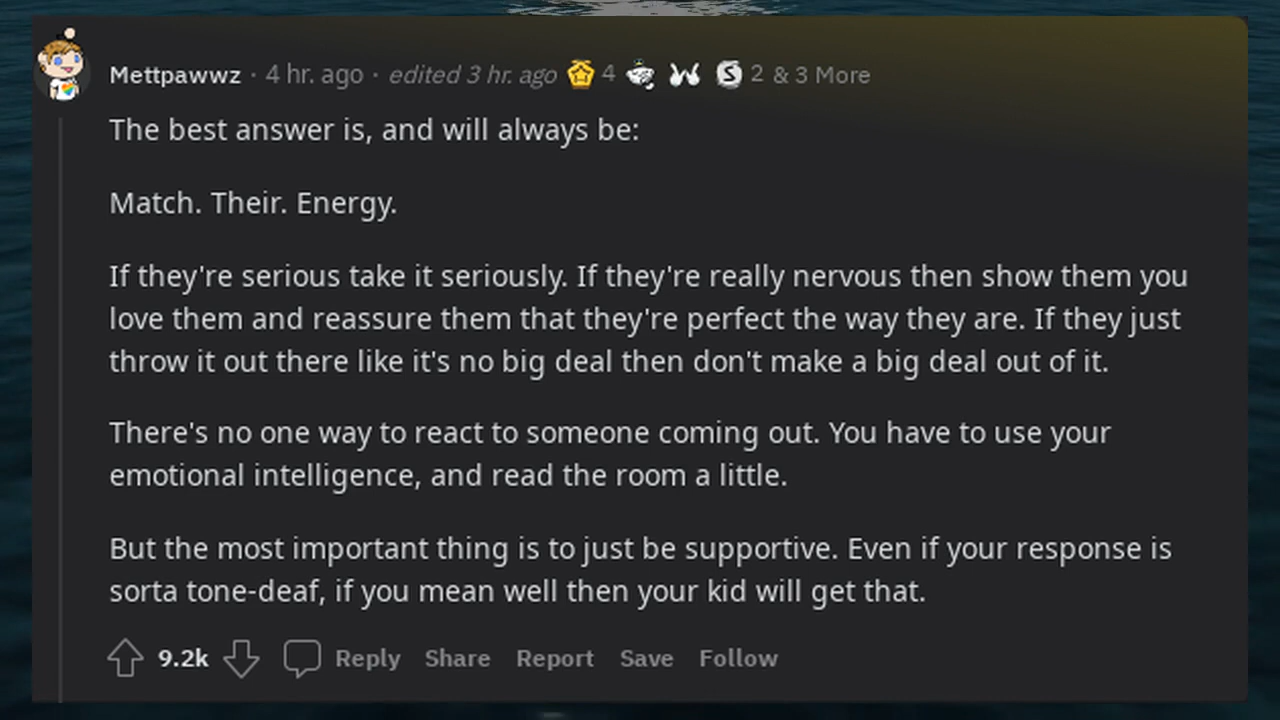 Mettpawwz · 4 hr. ago · edited 3 hr. ago 4 2 & 3 More
The best answer is, and will always be:
Match. Their. Energy.
If they're serious take it seriously. If they're really nervous then show them you
love them and reassure them that they're perfect the way they are. If they just
throw it out there like it's no big deal then don't make a big deal out of it.
There's no one way to react to someone coming out. You have to use your
emotional intelligence, and read the room a little.
But the most important thing is to just be supportive. Even if your response is
sorta tone-deaf, if you mean well then your kid will get that.
9.2k Reply Share Report Save Follow